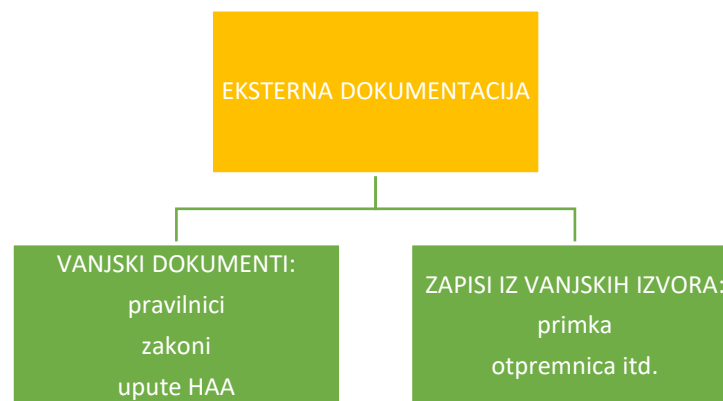 EKSTERNA DOKUMENTACIJA
VANJSKI DOKUMENTI:
pravilnici
zakoni
upute HAA
ZAPISI IZ VANJSKIH IZVORA:
primka
otpremnica itd.